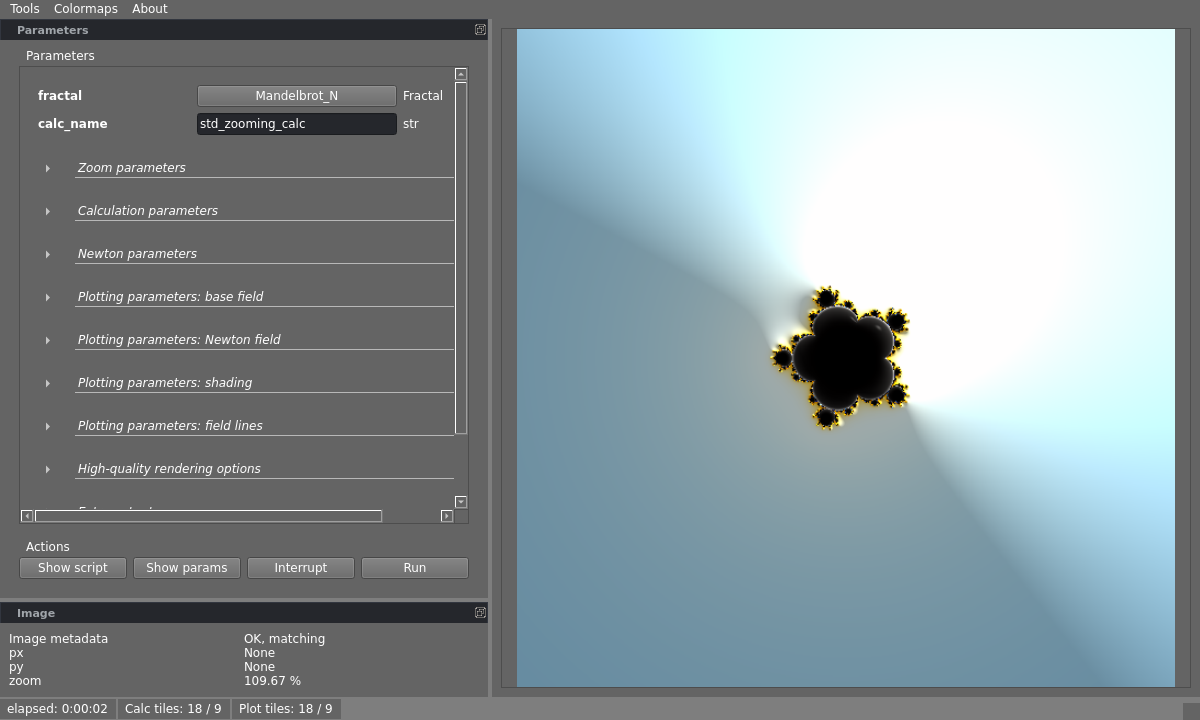 Tools Colormaps About
Parameters
Parameters
fractal Mandelbrot_N Fractal
calc_name std_zooming_calc str
Zoom parameters
Calculation parameters
Newton parameters
Plotting parameters: base field
Plotting parameters: Newton field
Plotting parameters: shading
Plotting parameters: field lines
High-quality rendering options
Actions
Show script Show params Interrupt Run
Image
Image metadata OK, matching
px None
py None
zoom 109.67 %
elapsed: 0:00:02 Calc tiles: 18 / 9 Plot tiles: 18 / 9